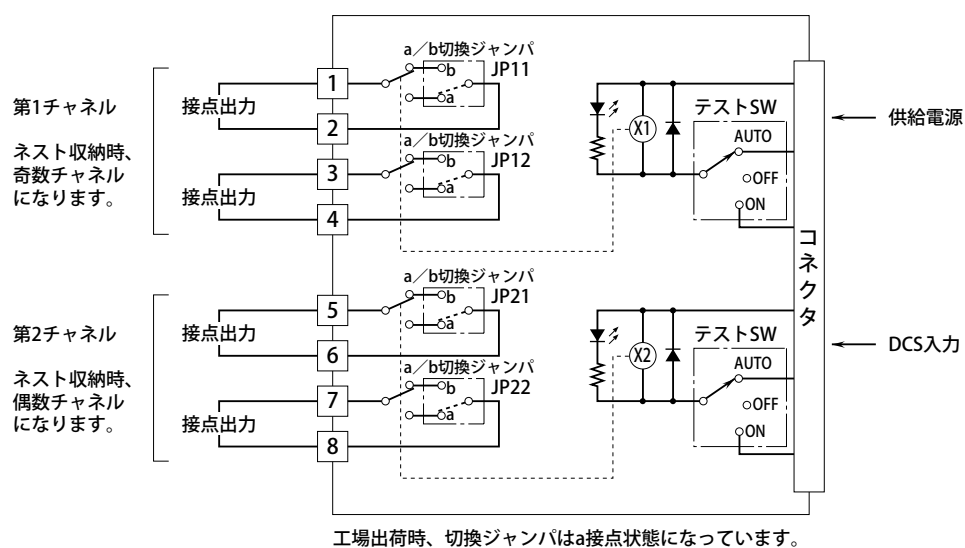 a／b切換ジャンパ
b
JP11
a
1
2
第1チャネル
接点出力
ネスト収納時、
奇数チャネル
になります。
a／b切換ジャンパ
b
JP12
a
3
4
接点出力
X1
テストSW
AUTO
OFF
ON
供給電源
コネクタ
a／b切換ジャンパ
b
JP21
a
5
6
第2チャネル
接点出力
ネスト収納時、
偶数チャネル
になります。
a／b切換ジャンパ
b
JP22
a
7
8
接点出力
X2
テストSW
AUTO
OFF
ON
DCS入力
工場出荷時、切換ジャンパはa接点状態になっています。